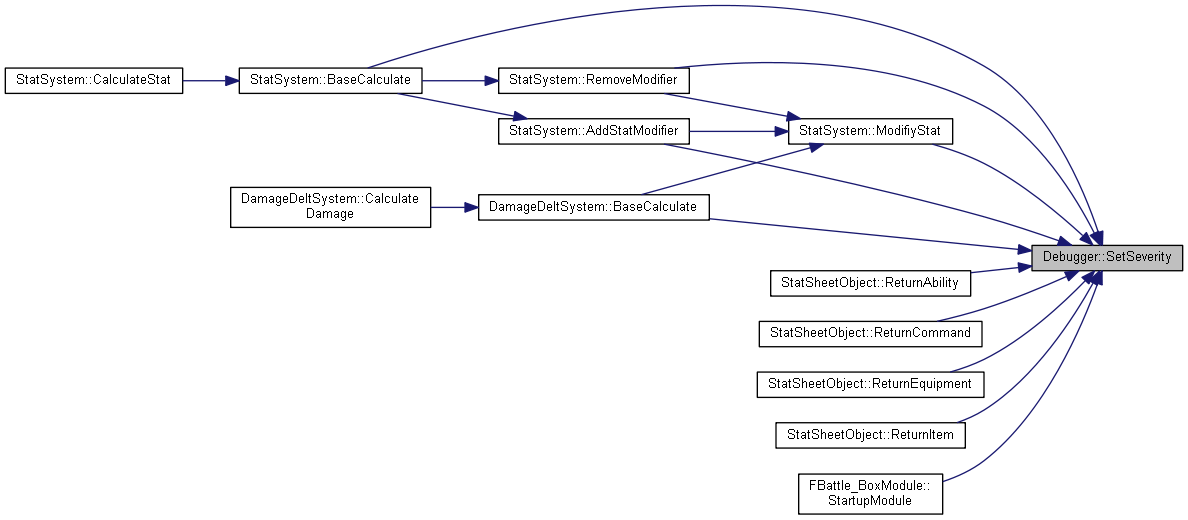 StatSystem::CalculateStat
StatSystem::BaseCalculate
StatSystem::RemoveModifier
StatSystem::AddStatModifier
StatSystem::ModifiyStat
DamageDeltSystem::Calculate
Damage
DamageDeltSystem::BaseCalculate
Debugger::SetSeverity
StatSheetObject::ReturnAbility
StatSheetObject::ReturnCommand
StatSheetObject::ReturnEquipment
StatSheetObject::ReturnItem
FBattle_BoxModule::
StartupModule